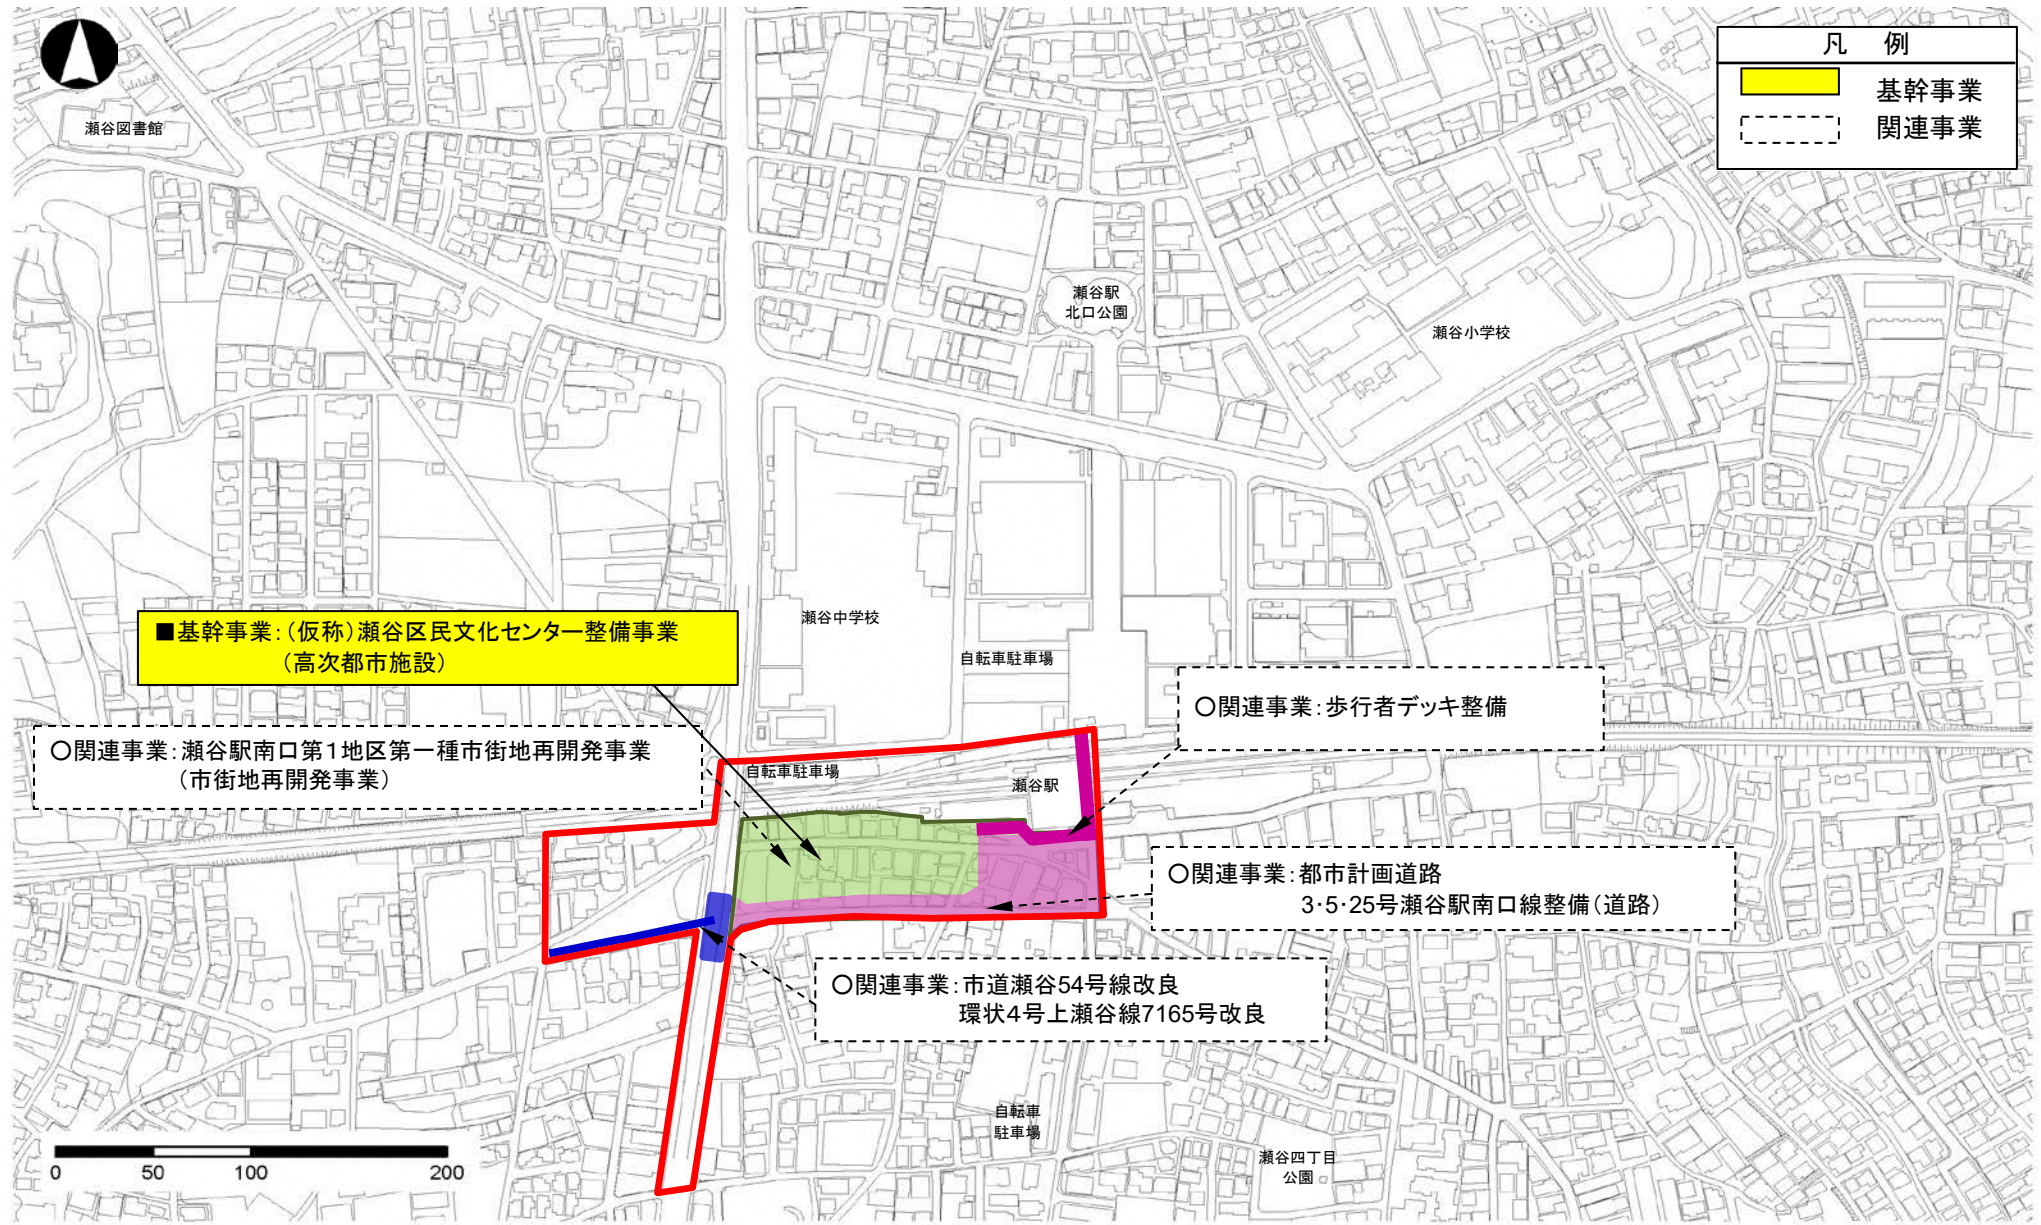 凡 例
基幹事業
関連事業
瀬谷図書館
瀬谷駅
北口公園
瀬谷小学校
瀬谷中学校
■基幹事業:(仮称)瀬谷区民文化センター整備事業
(高次都市施設)
自転車駐車場
○関連事業:歩行者デッキ整備
○関連事業:瀬谷駅南口第1地区第一種市街地再開発事業
(市街地再開発事業)
自転車駐車場
瀬谷駅
○関連事業:都市計画道路
3・5・25号瀬谷駅南口線整備(道路)
○関連事業:市道瀬谷54号線改良
環状4号上瀬谷線7165号改良
自転車
駐車場
瀬谷四丁目
公園
0 50 100 200